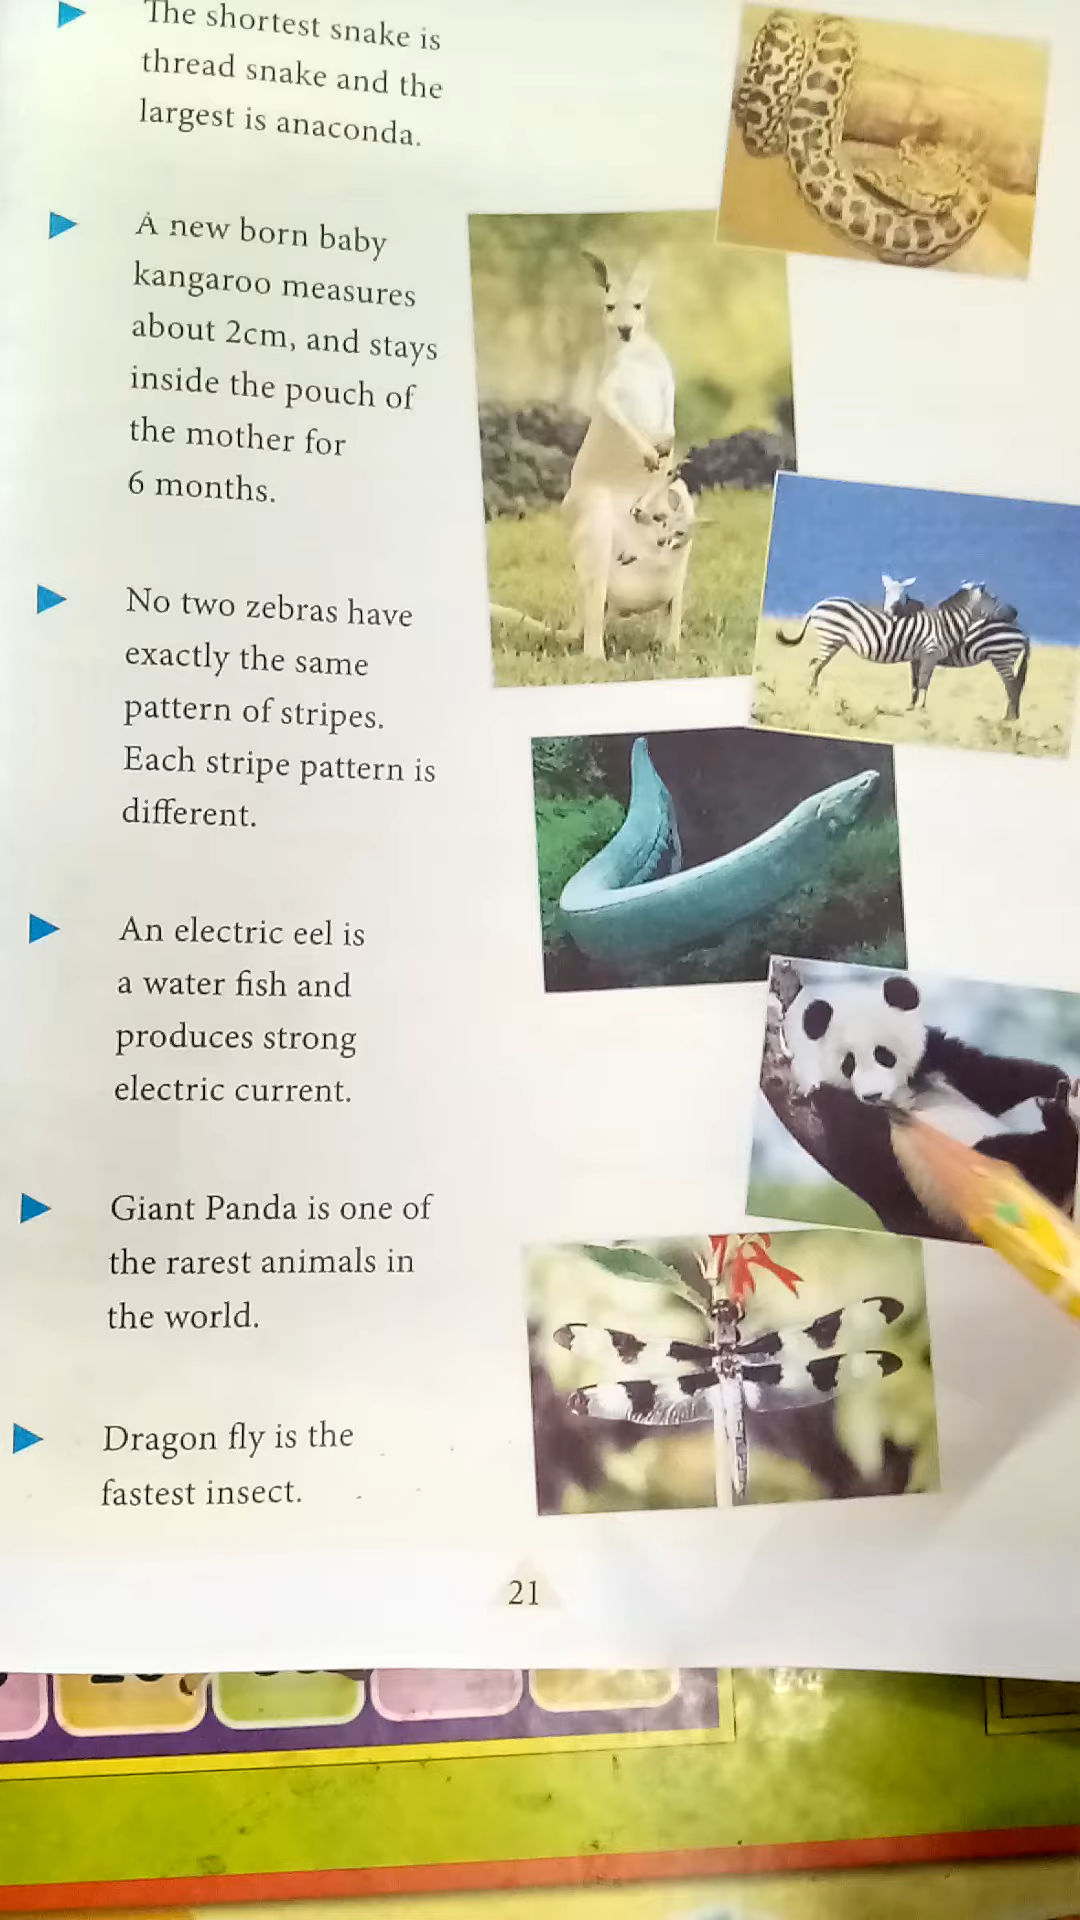 The shortest snake is
thread snake and the
largest is anaconda.
A new born baby
kangaroo measures
about 2cm, and stays
inside the pouch of
the mother for
6 months.
No two zebras have
exactly the same
pattern of stripes.
Each stripe pattern is
different.
An electric eel is
a water fish and
produces strong
electric current.
Giant Panda is one of
the rarest animals in
the world.
Dragon fly is the
fastest insect.
21